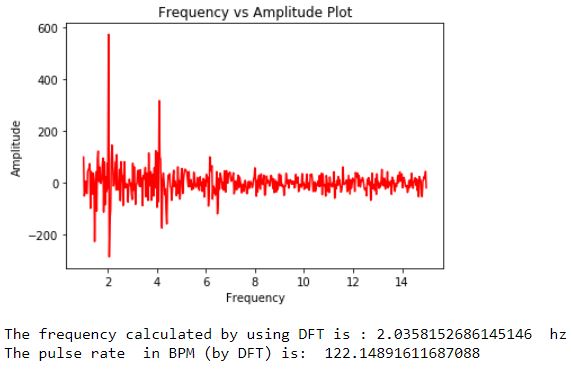 Frequency vs Amplitude Plot
600
400
200
0
−200
Amplitude
2 4 6 8 10 12 14
Frequency
The frequency calculated by using DFT is : 2.0358152686145146 hz
The pulse rate in BPM (by DFT) is: 122.14891611687088